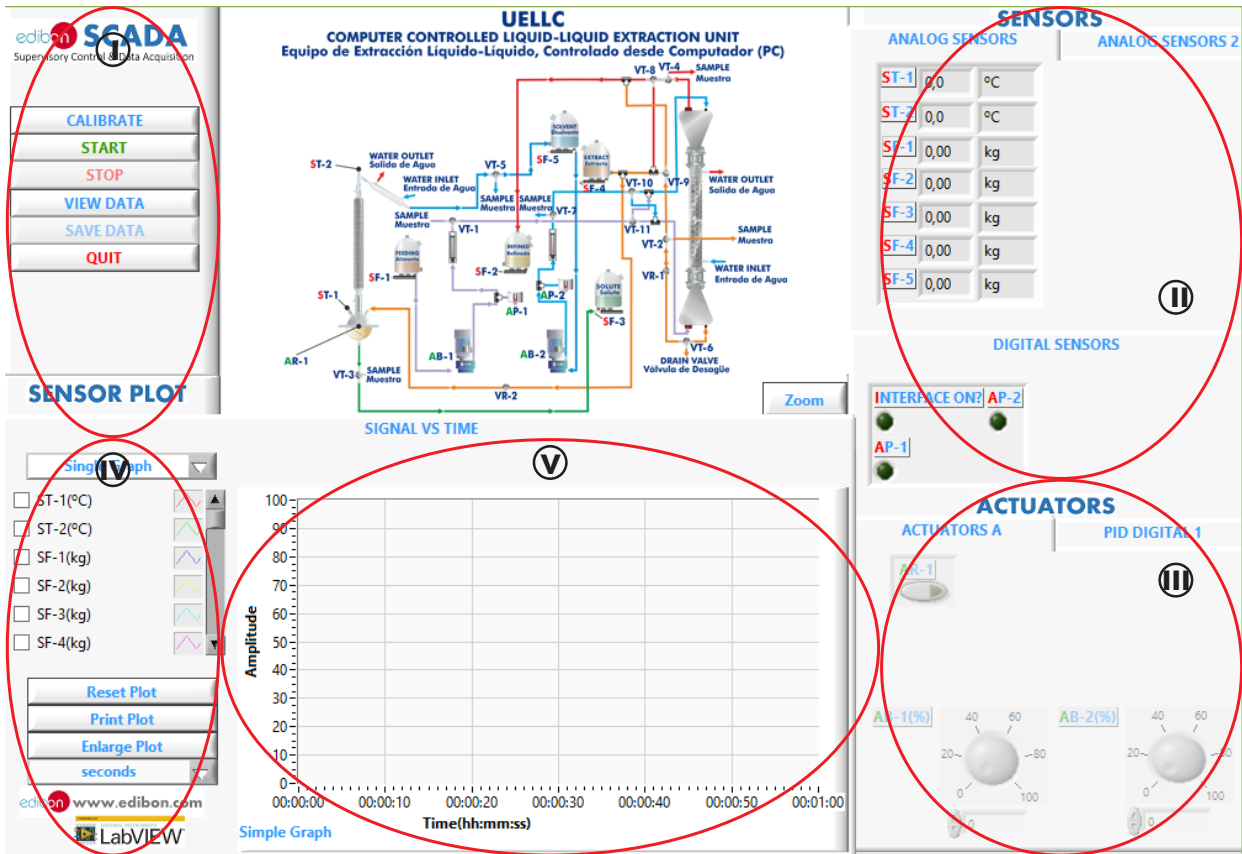 edibon SCADA
Supervisory Control & Data Acquisition
I
CALIBRATE
START
STOP
VIEW DATA
SAVE DATA
QUIT
UELLC
COMPUTER CONTROLLED LIQUID-LIQUID EXTRACTION UNIT
Equipo de Extracción Líquido-Líquido, Controlado desde Computador (PC)
VT-8
VT-4
SAMPLE
Muestra
SOLVENT
Disolvente
SF-5
EXTRACT
Extracto
SF-4
ST-2
WATER OUTLET
Salida de Agua
WATER INLET
Entrada de Agua
VT-5
SAMPLE
Muestra
SAMPLE
Muestra
VT-7
VT-10
VT-9
WATER OUTLET
Salida de Agua
SAMPLE
Muestra
VT-1
VT-11
VT-2
SAMPLE
Muestra
FEEDING
Alimento
SF-1
REFINED
Refinado
SF-2
SOLUTE
Soluto
SF-3
VR-1
WATER INLET
Entrada de Agua
ST-1
AP-1
AP-2
AR-1
AB-1
AB-2
VT-6
DRAIN VALVE
Válvula de Desagüe
VT-3
SAMPLE
Muestra
VR-2
Zoom
SENSORS
ANALOG SENSORS
ANALOG SENSORS 2
ST-1 0,0 ºC
ST-2 0,0 ºC
SF-1 0,00 kg
SF-2 0,00 kg
SF-3 0,00 kg
SF-4 0,00 kg
SF-5 0,00 kg
II
DIGITAL SENSORS
INTERFACE ON? AP-2
AP-1
SENSOR PLOT
IV
Single Graph
ST-1(ºC)
ST-2(ºC)
SF-1(kg)
SF-2(kg)
SF-3(kg)
SF-4(kg)
Reset Plot
Print Plot
Enlarge Plot
seconds
edibon www.edibon.com
LabVIEW
SIGNAL VS TIME
V
Amplitude
100
90
80
70
60
50
40
30
20
10
0
00:00:00 00:00:10 00:00:20 00:00:30 00:00:40 00:00:50 00:01:00
Time(hh:mm:ss)
Simple Graph
ACTUATORS
ACTUATORS A
PID DIGITAL 1
AR-1
III
AB-1(%)
40 60
20 80
0 100
0
AB-2(%)
40 60
20 80
0 100
0